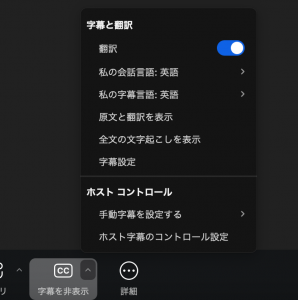 字幕と翻訳
翻訳
私の会話言語: 英語
私の字幕言語: 英語
原文と翻訳を表示
全文の文字起こしを表示
字幕設定
ホスト コントロール
手動字幕を設定する
ホスト字幕のコントロール設定
CC
リ
字幕を非表示
詳細